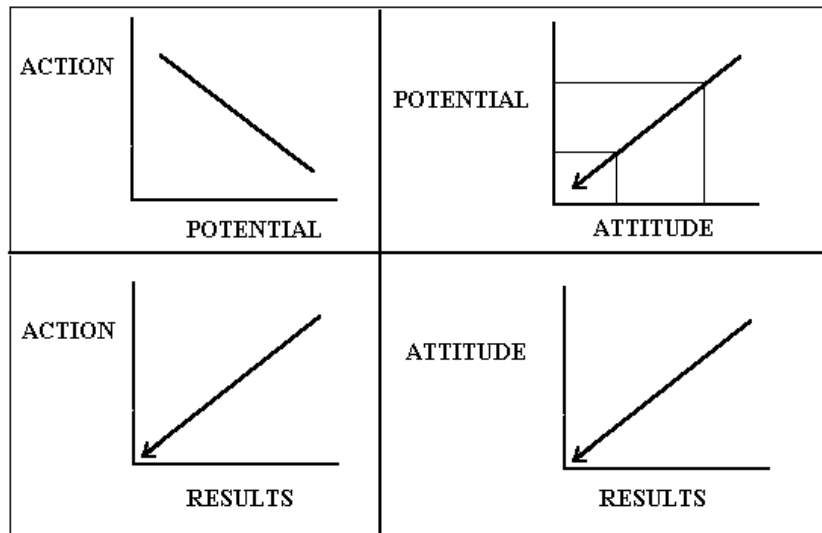 ACTION
POTENTIAL
POTENTIAL
ATTITUDE
ACTION
RESULTS
ATTITUDE
RESULTS